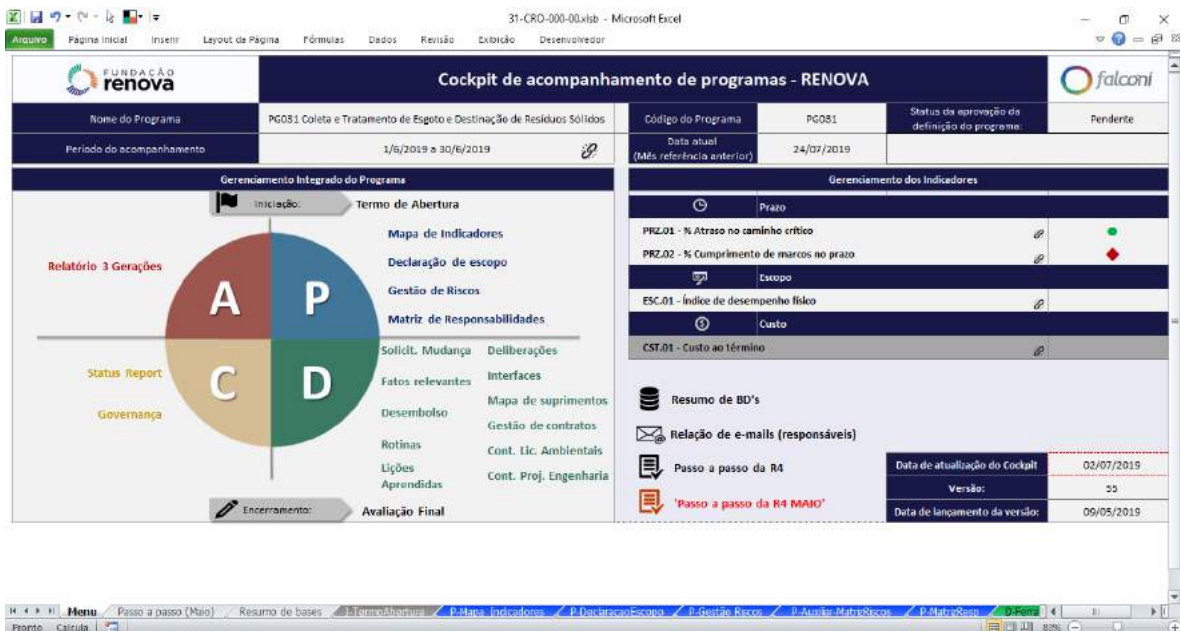 31-CRO-000-00.xlsb - Microsoft Excel
Arquivo Página Inicial Inserir Layout da Página Fórmulas Dados Revisão Exibição Desenvolvedor
FUNDAÇÃO
renova
Cockpit de acompanhamento de programas - RENOVA
falconi
Nome do Programa
PG031 Coleta e Tratamento de Esgoto e Destinação de Resíduos Sólidos
Código do Programa
PG031
Status da aprovação da
definição do programa:
Pendente
Período do acompanhamento
1/6/2019 a 30/6/2019
Data atual
(Mês referência anterior)
24/07/2019
Gerenciamento Integrado do Programa
Iniciação:
Termo de Abertura
Mapa de Indicadores
Declaração de escopo
Gestão de Riscos
Matriz de Responsabilidades
Relatório 3 Gerações
A P
C D
Status Report
Governança
Solicit. Mudança
Fatos relevantes
Desembolso
Rotinas
Lições
Aprendidas
Deliberações
Interfaces
Mapa de suprimentos
Gestão de contratos
Cont. Lic. Ambientais
Cont. Proj. Engenharia
Encerramento:
Avaliação Final
Gerenciamento dos Indicadores
Prazo
PRZ.01 - % Atraso no caminho crítico
PRZ.02 - % Cumprimento de marcos no prazo
Escopo
ESC.01 - Índice de desempenho físico
Custo
CST.01 - Custo ao término
Resumo de BD's
Relação de e-mails (responsáveis)
Passo a passo da R4
'Passo a passo da R4 MAIO'
Data de atualização do Cockpit
02/07/2019
Versão:
55
Data de lançamento da versão:
09/05/2019
Menu Passo a passo (Maio) Resumo de bases I-TermoAbertura P-Mapa Indicadores P-DeclaracaoEscopo P-Gestão Riscos P-Auxiliar-MatrizRiscos P-MatrizResp D-Ferra
Pronto Calcula 82%